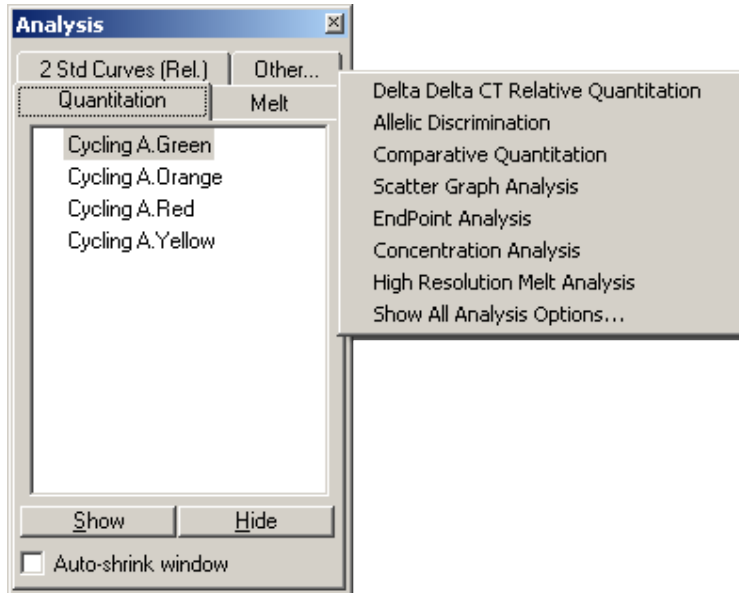 Analysis
2 Std Curves (Rel.) Other...
Quantitation Melt
Cycling A.Green
Cycling A.Orange
Cycling A.Red
Cycling A.Yellow
Show Hide
Auto-shrink window
Delta Delta CT Relative Quantitation
Allelic Discrimination
Comparative Quantitation
Scatter Graph Analysis
EndPoint Analysis
Concentration Analysis
High Resolution Melt Analysis
Show All Analysis Options...